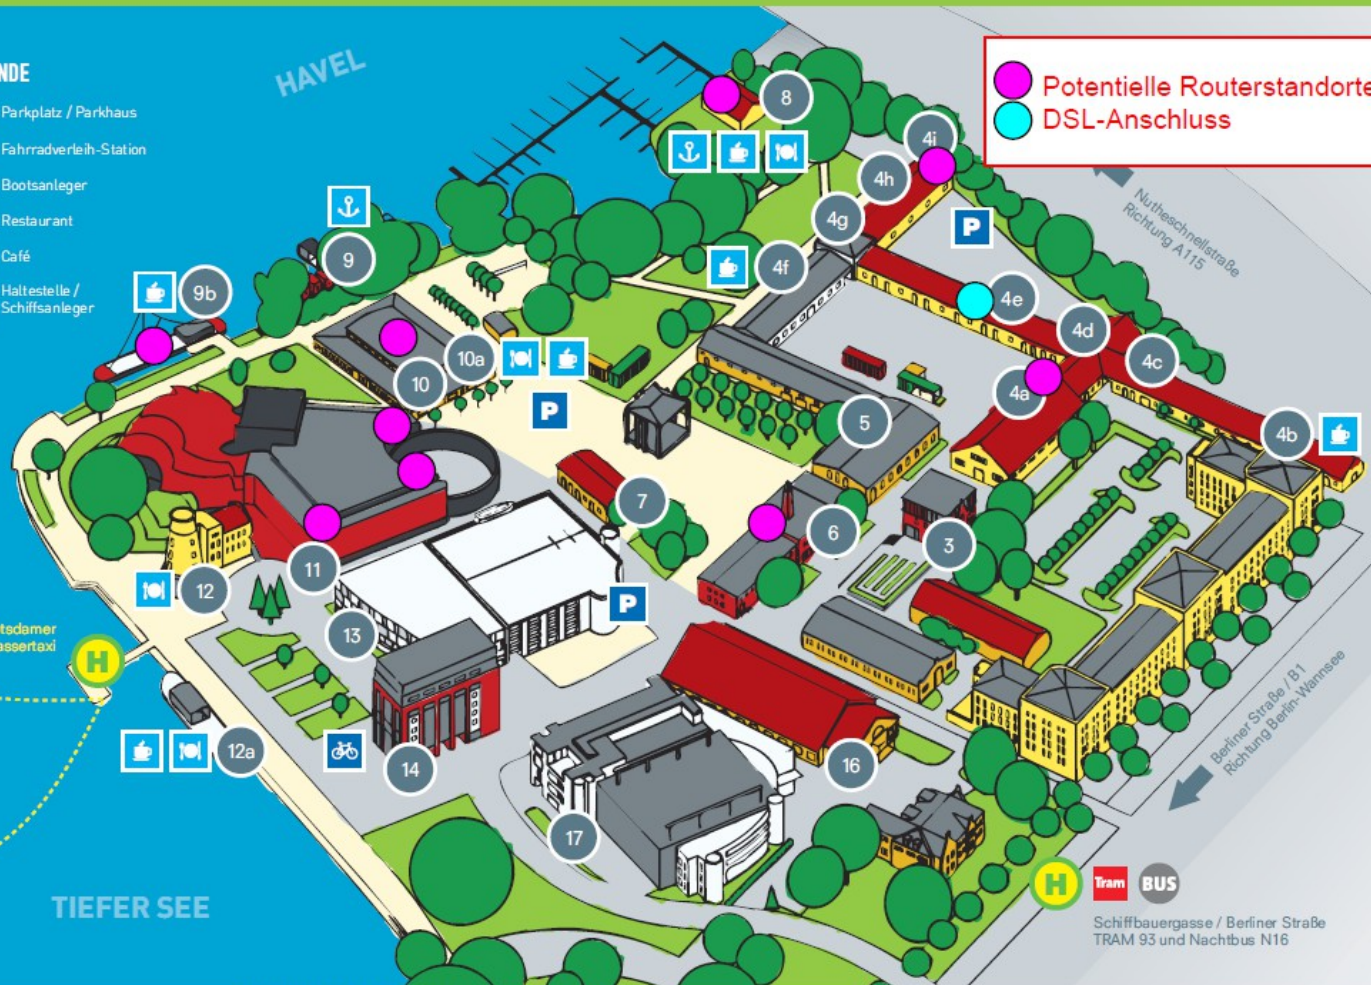 HAVEL
NDE
Parkplatz / Parkhaus
Fahrradverleih-Station
Bootsanleger
Restaurant
Café
Haltestelle /
Schiffsanleger
Potentielle Routerstandorte
DSL-Anschluss
8
4i
4h
4g
4f
P
Nutheschnellstraße
Richtung A115
9
9b
4e
4d
4c
4a
4b
10a
10
P
5
7
6
3
11
12
P
13
tsdamer
assertaxi
H
12a
14
16
17
Berliner Straße / B1
Richtung Berlin-Wannsee
TIEFER SEE
H
Tram
BUS
Schiffbauergasse / Berliner Straße
TRAM 93 und Nachtbus N16